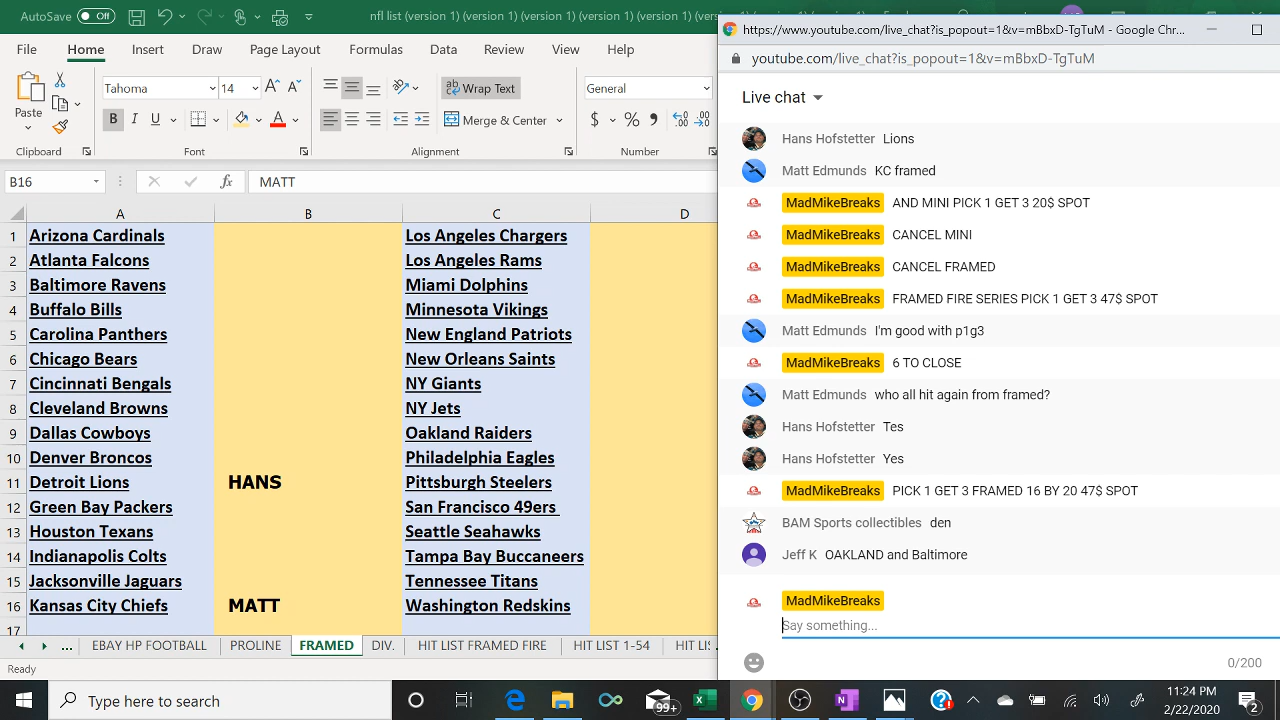 AutoSave Off nfl list (version 1) (version 1) (version 1) (version 1)
File Home Insert Draw Page Layout Formulas Data Review View Help
Paste
Clipboard
Tahoma 14
B I U A
Font
ab Wrap Text
Merge & Center
Alignment
General
$ % 9
Number
B16 fx MATT
A B C D
1 Arizona Cardinals Los Angeles Chargers
2 Atlanta Falcons Los Angeles Rams
3 Baltimore Ravens Miami Dolphins
4 Buffalo Bills Minnesota Vikings
5 Carolina Panthers New England Patriots
6 Chicago Bears New Orleans Saints
7 Cincinnati Bengals NY Giants
8 Cleveland Browns NY Jets
9 Dallas Cowboys Oakland Raiders
10 Denver Broncos Philadelphia Eagles
11 Detroit Lions HANS Pittsburgh Steelers
12 Green Bay Packers San Francisco 49ers
13 Houston Texans Seattle Seahawks
14 Indianapolis Colts Tampa Bay Buccaneers
15 Jacksonville Jaguars Tennessee Titans
16 Kansas City Chiefs MATT Washington Redskins
17
... EBAY HP FOOTBALL PROLINE FRAMED DIV. HIT LIST FRAMED FIRE HIT LIST 1-54 HIT LI...
Ready
https://www.youtube.com/live_chat?is_popout=1&v=mBbxD-TgTuM - Google Chr...
youtube.com/live_chat?is_popout=1&v=mBbxD-TgTuM
Live chat
Hans Hofstetter Lions
Matt Edmunds KC framed
MadMikeBreaks AND MINI PICK 1 GET 3 20$ SPOT
MadMikeBreaks CANCEL MINI
MadMikeBreaks CANCEL FRAMED
MadMikeBreaks FRAMED FIRE SERIES PICK 1 GET 3 47$ SPOT
Matt Edmunds I'm good with p1g3
MadMikeBreaks 6 TO CLOSE
Matt Edmunds who all hit again from framed?
Hans Hofstetter Tes
Hans Hofstetter Yes
MadMikeBreaks PICK 1 GET 3 FRAMED 16 BY 20 47$ SPOT
BAM Sports collectibles den
Jeff K OAKLAND and Baltimore
MadMikeBreaks
Say something...
0/200
Type here to search
99+
11:24 PM
2/22/2020
2